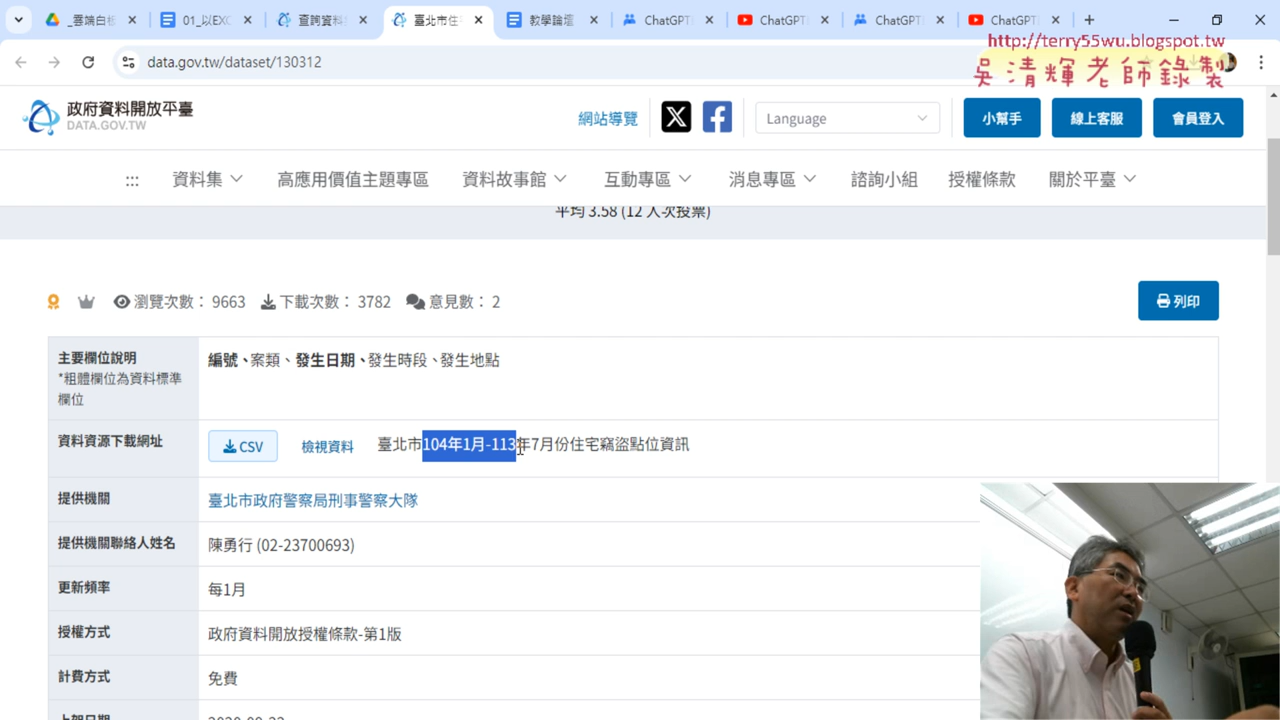 _雲端白板
01_以EXC
查詢資料
臺北市住
教學論壇
ChatGPT
ChatGPT
ChatGPT
ChatGPT
http://terry55wu.blogspot.tw
data.gov.tw/dataset/130312
吳清輝老師錄製
政府資料開放平臺
DATA.GOV.TW
網站導覽
Language
小幫手
線上客服
會員登入
資料集
高應用價值主題專區
資料故事館
互動專區
消息專區
諮詢小組
授權條款
關於平臺
平均 3.58 (12 人次投票)
瀏覽次數： 9663
下載次數： 3782
意見數： 2
列印
主要欄位說明
*粗體欄位為資料標準
欄位
編號、案類、發生日期、發生時段、發生地點
資料資源下載網址
CSV
檢視資料
臺北市104年1月-113年7月份住宅竊盜點位資訊
提供機關
臺北市政府警察局刑事警察大隊
提供機關聯絡人姓名
陳勇行 (02-23700693)
更新頻率
每1月
授權方式
政府資料開放授權條款-第1版
計費方式
免費
上架日期